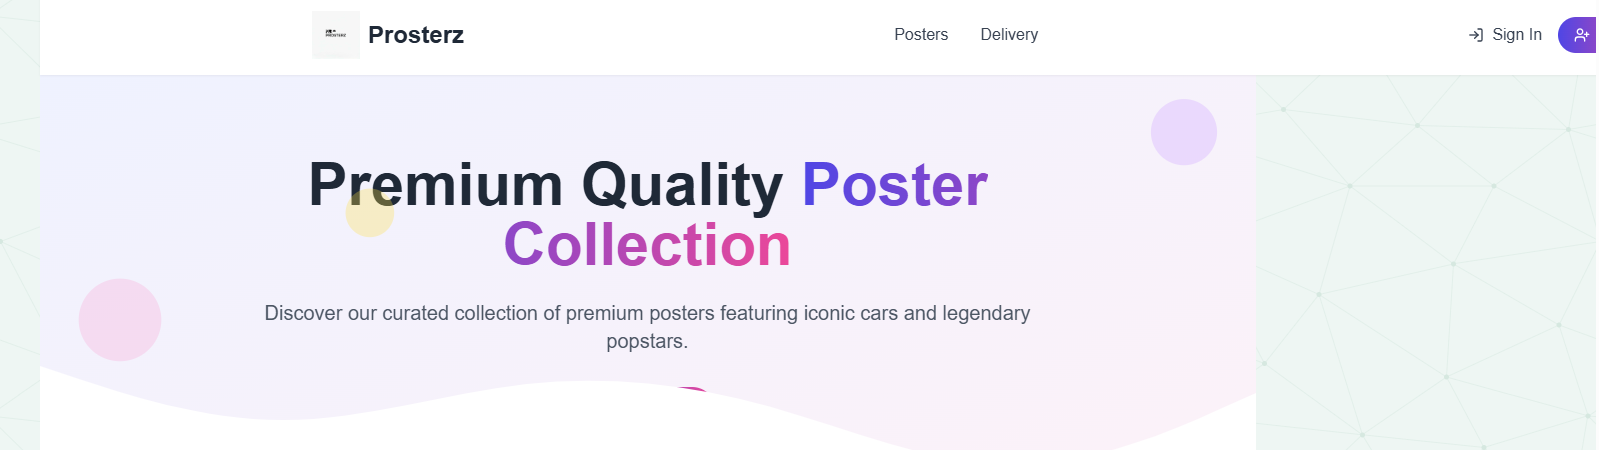 PROSTERZ
Prosterz
Posters
Delivery
Sign In
Premium Quality Poster
Collection
Discover our curated collection of premium posters featuring iconic cars and legendary
popstars.